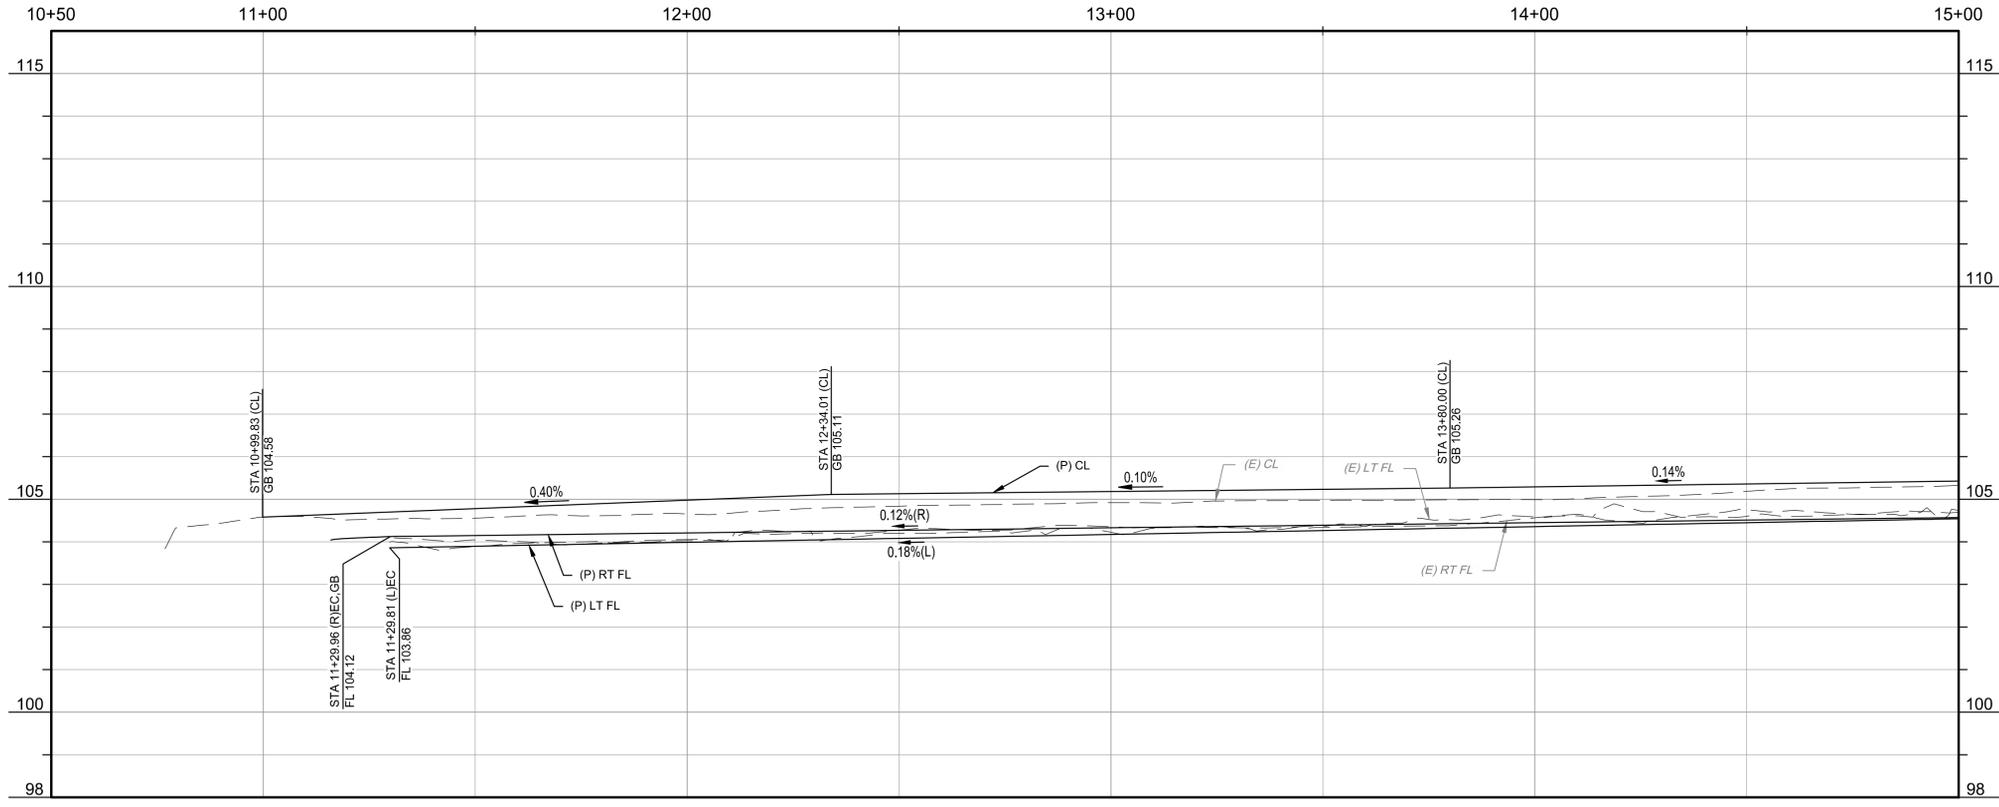 10+50
11+00
12+00
13+00
14+00
15+00
115
115
110
110
STA 10+99.83 (CL)
GB 104.58
STA 12+34.01 (CL)
GB 105.11
STA 13+80.00 (CL)
GB 105.26
(P) CL
(E) CL
(E) LT FL
0.40%
0.10%
0.14%
105
105
0.12%(R)
0.18%(L)
(P) RT FL
(P) LT FL
(E) RT FL
STA 11+29.96 (R)EC,GB
FL 104.12
STA 11+29.81 (L)EC
FL 103.86
100
100
98
98